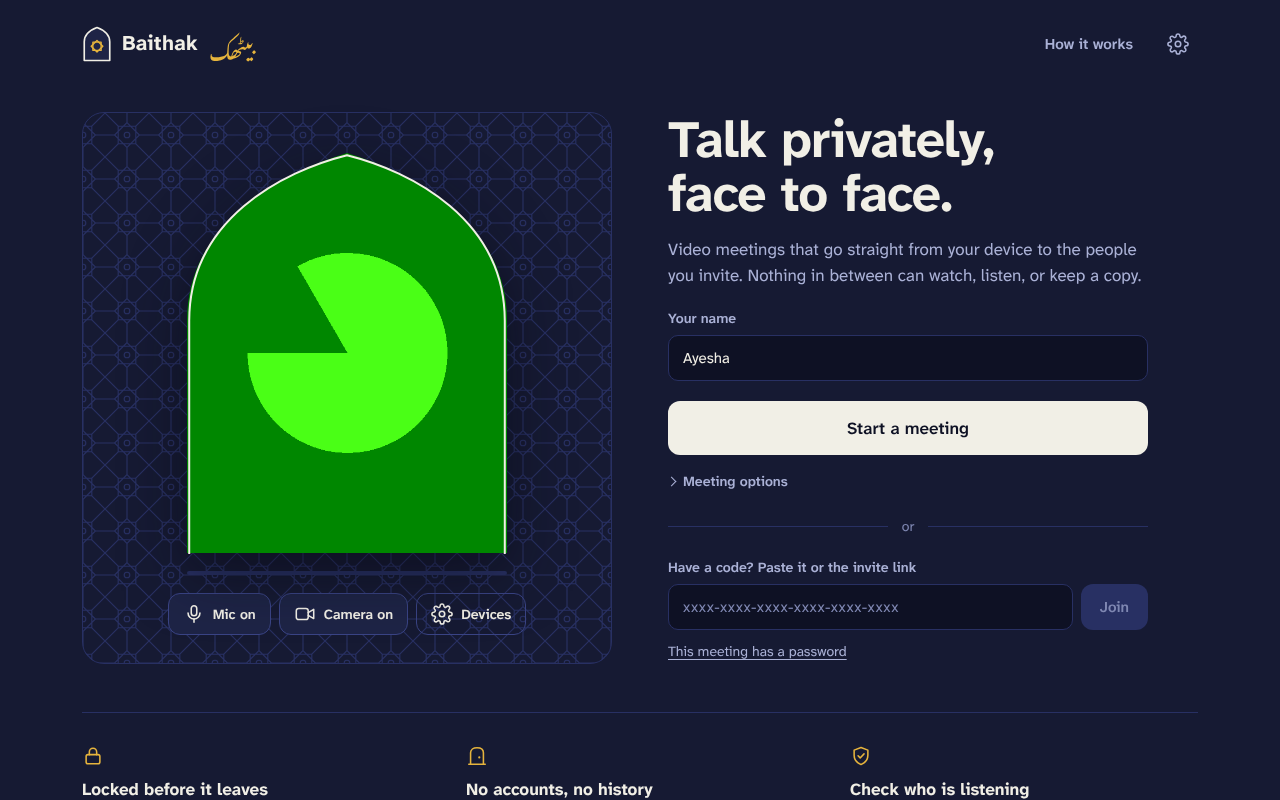 Baithak بیٹھک
How it works
Talk privately,
face to face.
Video meetings that go straight from your device to the people
you invite. Nothing in between can watch, listen, or keep a copy.
Your name
Ayesha
Start a meeting
Meeting options
or
Have a code? Paste it or the invite link
xxxx-xxxx-xxxx-xxxx-xxxx-xxxx
Join
This meeting has a password
Mic on
Camera on
Devices
Locked before it leaves
No accounts, no history
Check who is listening